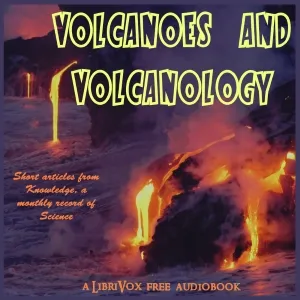 VOLCANOES AND
VOLCANOLOGY
Short articles from
Knowledge, a
monthly record of
Science
A LIBRIVOX FREE AUDIOBOOK